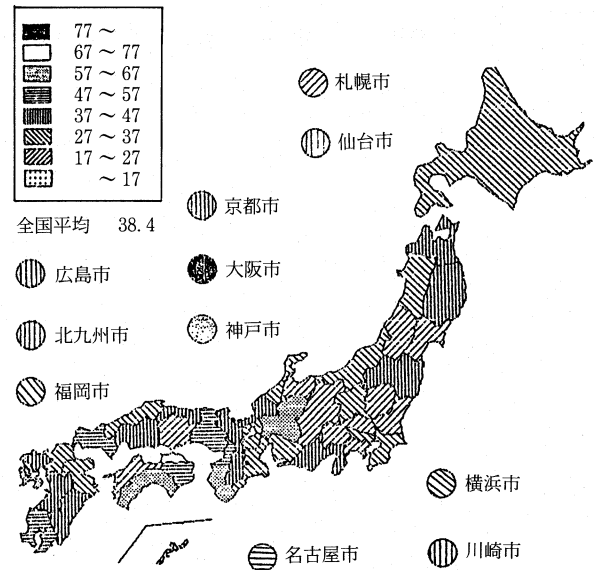 77～
67～77
57～67
47～57
37～47
27～37
17～27
～17
全国平均 38.4
札幌市
仙台市
京都市
広島市
大阪市
北九州市
神戸市
福岡市
横浜市
名古屋市
川崎市